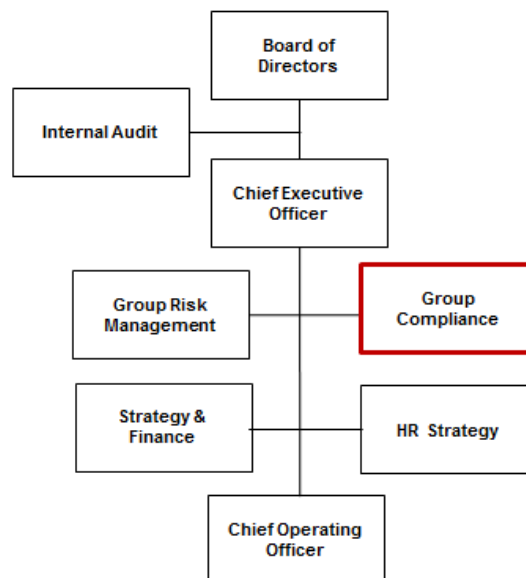 Board of
Directors
Internal Audit
Chief Executive
Officer
Group Risk
Management
Group
Compliance
Strategy &
Finance
HR Strategy
Chief Operating
Officer